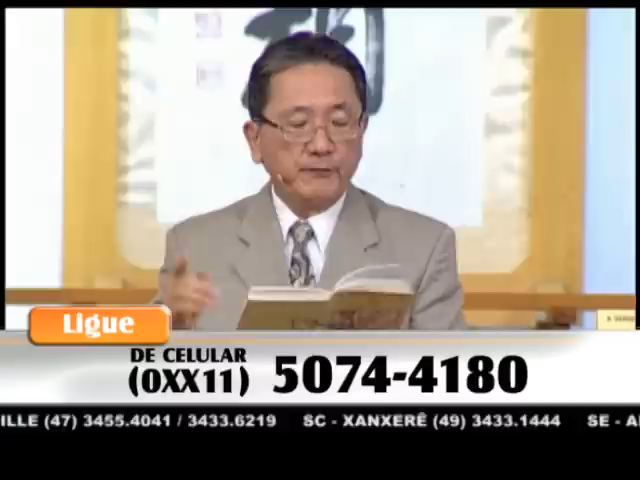 Ligue
DE CELULAR
(0XX11) 5074-4180
ILLE (47) 3455.4041 / 3433.6219 SC - XANXERÊ (49) 3433.1444 SE - A